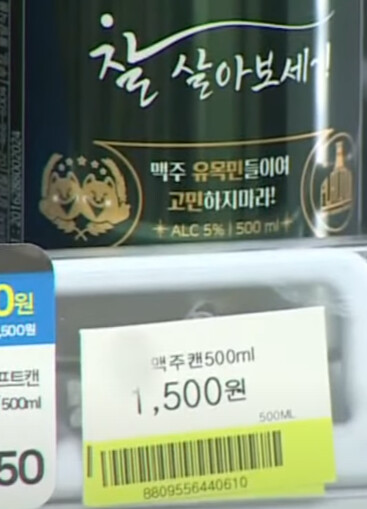 찰 살아보세~!
맥주 유목민들이여
고민하지마라!
ALC 5% | 500 ml
0원
,500원
프트캔
500ml
50
맥주캔500ml
1,500원
500ML
8809556440610